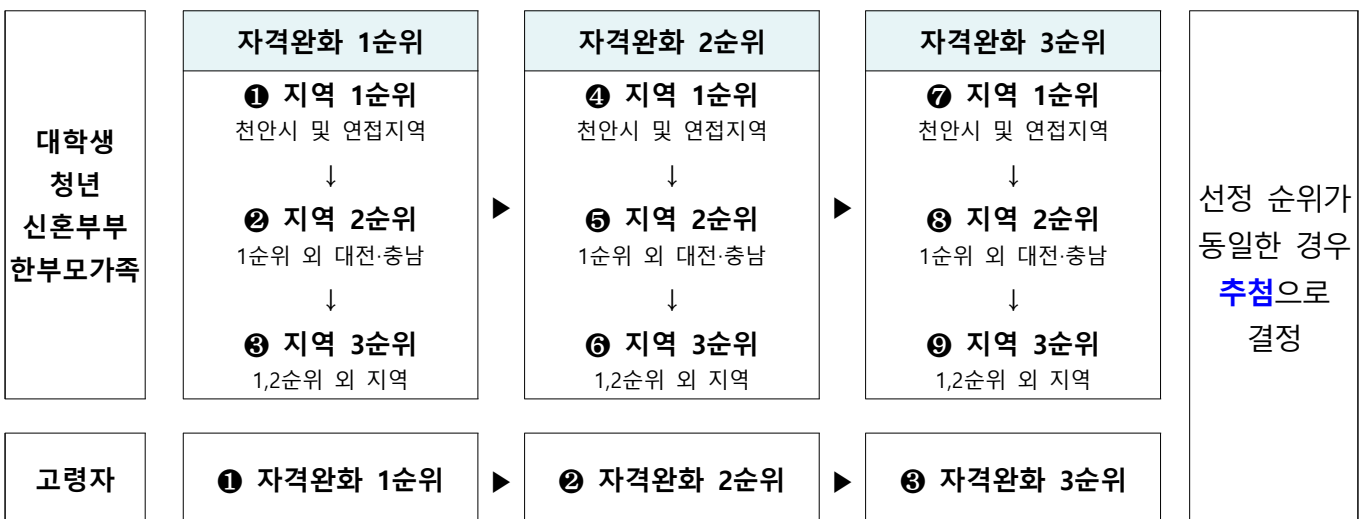 대학생
청년
신혼부부
한부모가족
자격완화 1순위
❶ 지역 1순위
천안시 및 연접지역
↓
❷ 지역 2순위
1순위 외 대전·충남
↓
❸ 지역 3순위
1,2순위 외 지역
▶
자격완화 2순위
❹ 지역 1순위
천안시 및 연접지역
↓
❺ 지역 2순위
1순위 외 대전·충남
↓
❻ 지역 3순위
1,2순위 외 지역
▶
자격완화 3순위
❼ 지역 1순위
천안시 및 연접지역
↓
❽ 지역 2순위
1순위 외 대전·충남
↓
❾ 지역 3순위
1,2순위 외 지역
선정 순위가
동일한 경우
추첨으로
결정
고령자
❶ 자격완화 1순위
▶
❷ 자격완화 2순위
▶
❸ 자격완화 3순위